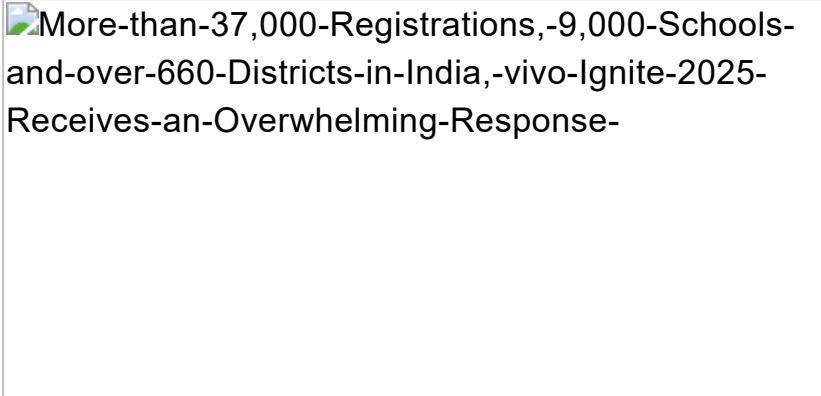 More-than-37,000-Registrations,-9,000-Schools-
and-over-660-Districts-in-India,-vivo-Ignite-2025-
Receives-an-Overwhelming-Response-